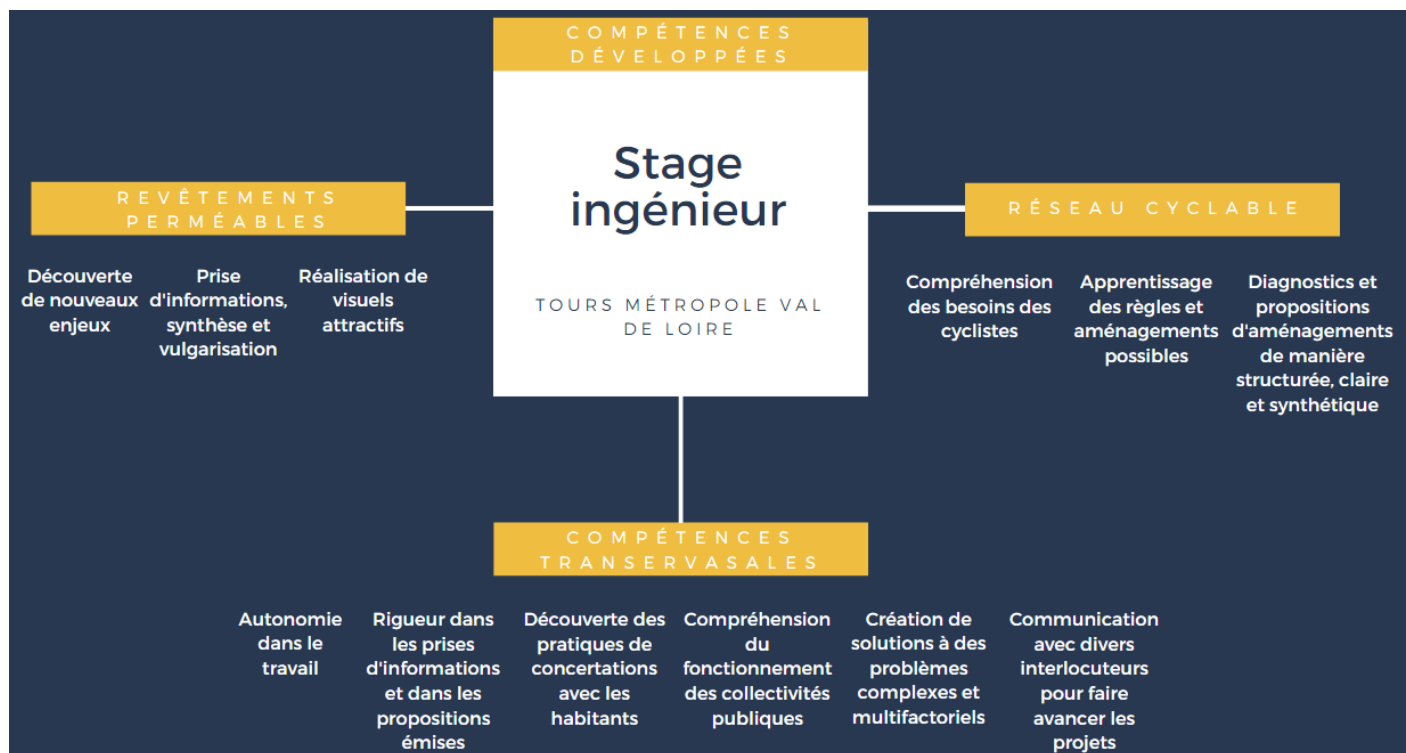 COMPÉTENCES
DÉVELOPPÉES
Stage
ingénieur
TOURS MÉTROPOLE VAL
DE LOIRE
REVÊTEMENTS
PERMÉABLES
Découverte
de nouveaux
enjeux
Prise
d'informations,
synthèse et
vulgarisation
Réalisation de
visuels
attractifs
RÉSEAU CYCLABLE
Compréhension
des besoins des
cyclistes
Apprentissage
des règles et
aménagements
possibles
Diagnostics et
propositions
d'aménagements
de manière
structurée, claire
et synthétique
COMPÉTENCES
TRANSERVASALES
Autonomie
dans le
travail
Rigueur dans
les prises
d'informations
et dans les
propositions
émises
Découverte des
pratiques de
concertations
avec les
habitants
Compréhension
du
fonctionnement
des collectivités
publiques
Création de
solutions à des
problèmes
complexes et
multifactoriels
Communication
avec divers
interlocuteurs
pour faire
avancer les
projets